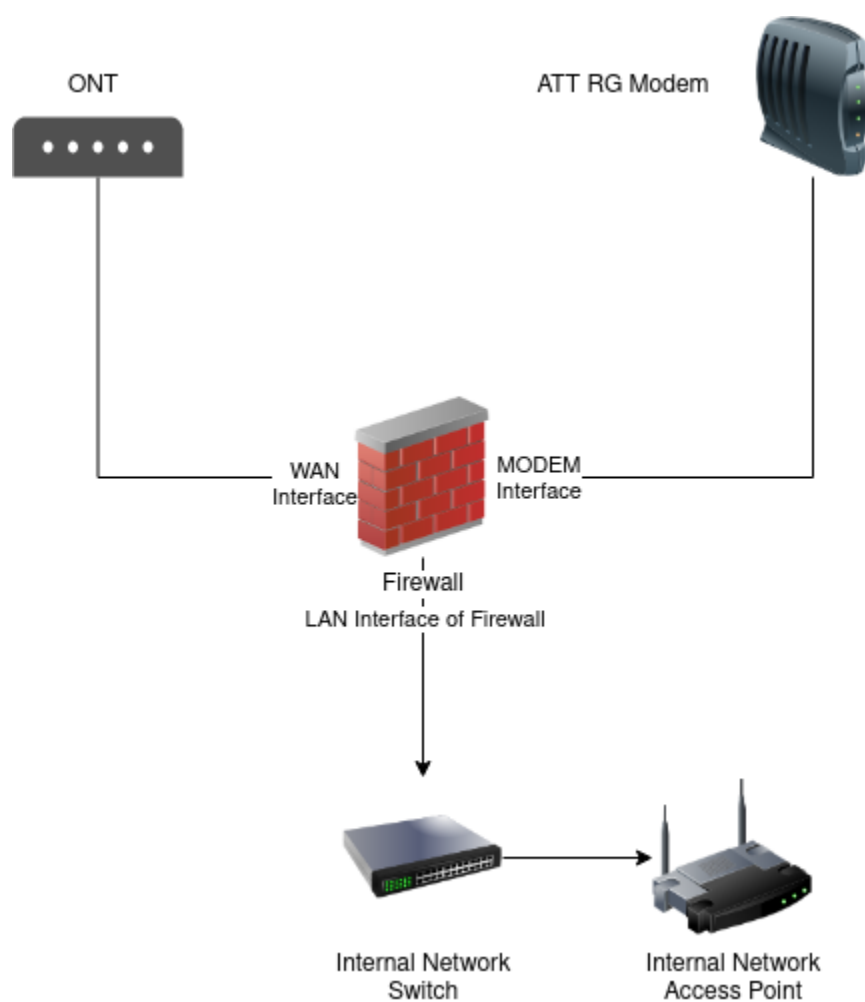 ONT
ATT RG Modem
WAN
Interface
MODEM
Interface
Firewall
LAN Interface of Firewall
Internal Network
Switch
Internal Network
Access Point